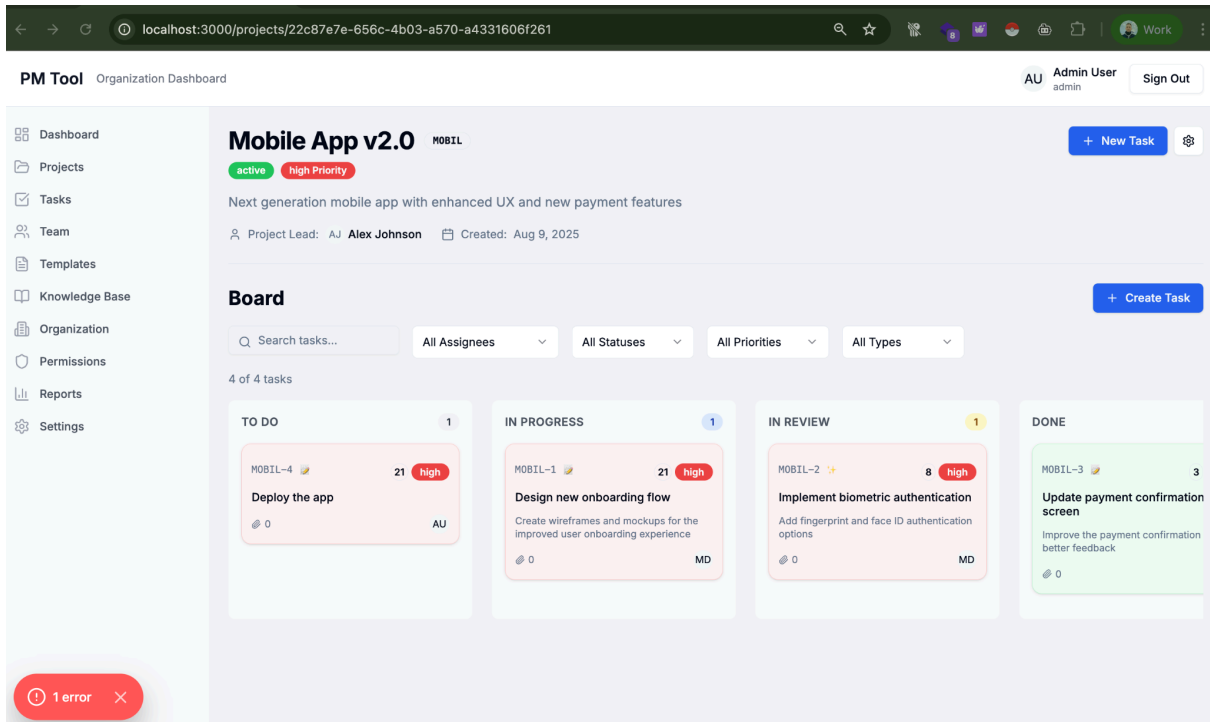 localhost:3000/projects/22c87e7e-656c-4b03-a570-a4331606f261
8
Work
PM Tool
Organization Dashboard
AU
Admin User
admin
Sign Out
Dashboard
Projects
Tasks
Team
Templates
Knowledge Base
Organization
Permissions
Reports
Settings
Mobile App v2.0
MOBIL
+ New Task
active
high Priority
Next generation mobile app with enhanced UX and new payment features
Project Lead: AJ Alex Johnson
Created: Aug 9, 2025
Board
+ Create Task
Search tasks...
All Assignees
All Statuses
All Priorities
All Types
4 of 4 tasks
TO DO
1
MOBIL-4
21
high
Deploy the app
0
AU
IN PROGRESS
1
MOBIL-1
21
high
Design new onboarding flow
Create wireframes and mockups for the
improved user onboarding experience
0
MD
IN REVIEW
1
MOBIL-2
8
high
Implement biometric authentication
Add fingerprint and face ID authentication
options
0
MD
DONE
MOBIL-3
3
Update payment confirmation
screen
Improve the payment confirmation
better feedback
0
1 error